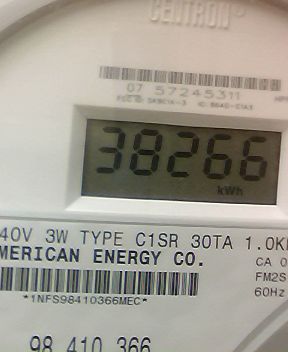 CENTRON®
07 57245311
38266
kWh
40V 3W TYPE C1SR 30TA 1.0K
MERICAN ENERGY CO.
CA 0
FM2S
60Hz
*1NFS98410366MEC*
98 410 366